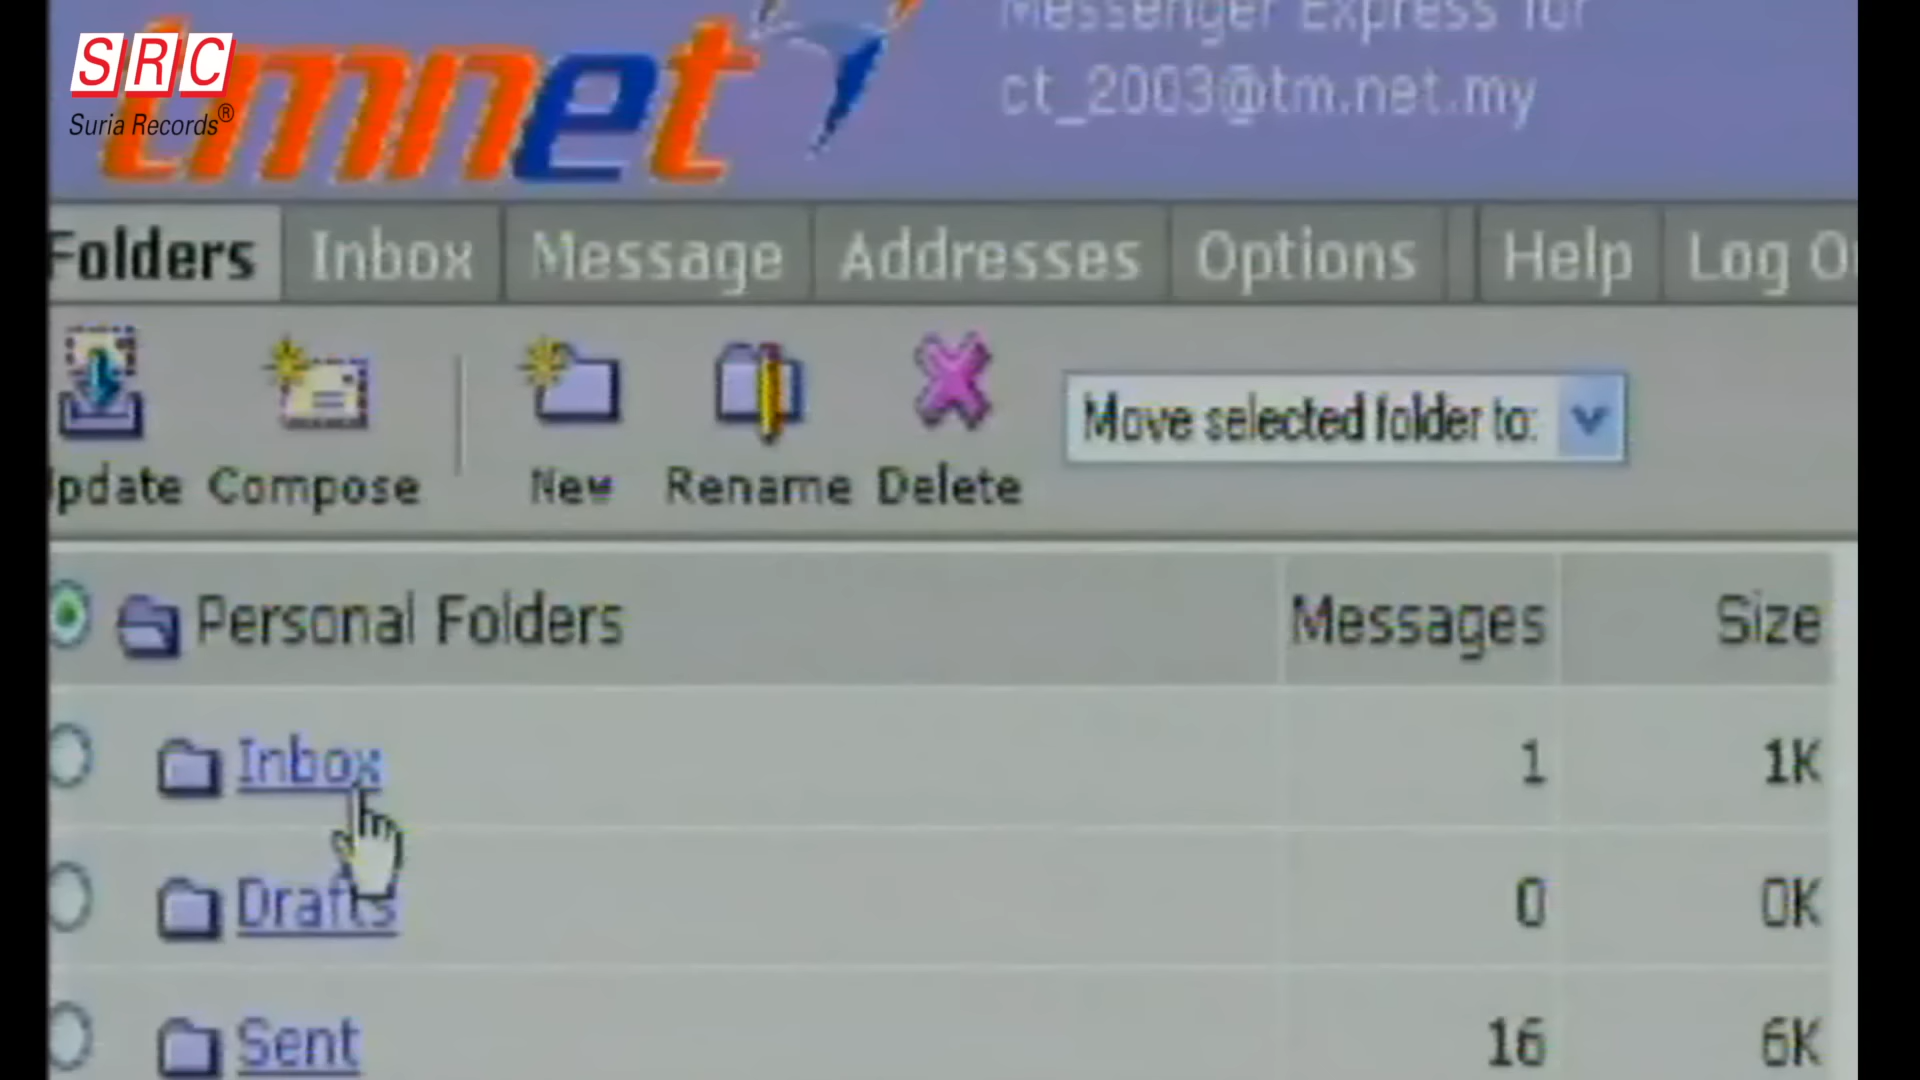 SRC
Suria Records®
tmnet
Messenger Express for
ct_2003@tm.net.my
Folders Inbox Message Addresses Options Help Log O
pdate Compose New Rename Delete Move selected folder to:
Personal Folders Messages Size
Inbox 1 1K
Drafts 0 0K
Sent 16 6K